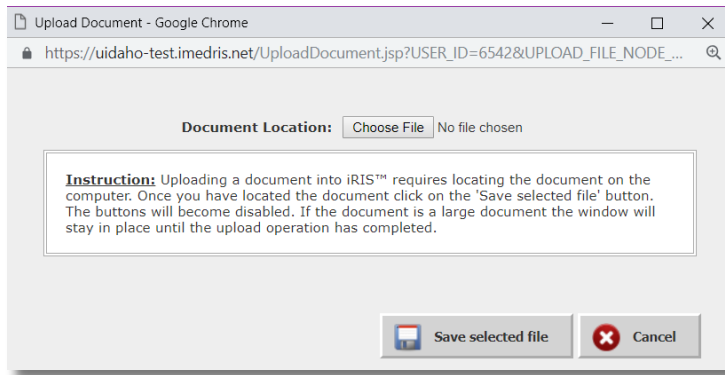 Upload Document - Google Chrome
https://uidaho-test.imedris.net/UploadDocument.jsp?USER_ID=6542&UPLOAD_FILE_NODE_...
Document Location: Choose File No file chosen
Instruction: Uploading a document into iRIS™ requires locating the document on the
computer. Once you have located the document click on the 'Save selected file' button.
The buttons will become disabled. If the document is a large document the window will
stay in place until the upload operation has completed.
Save selected file Cancel